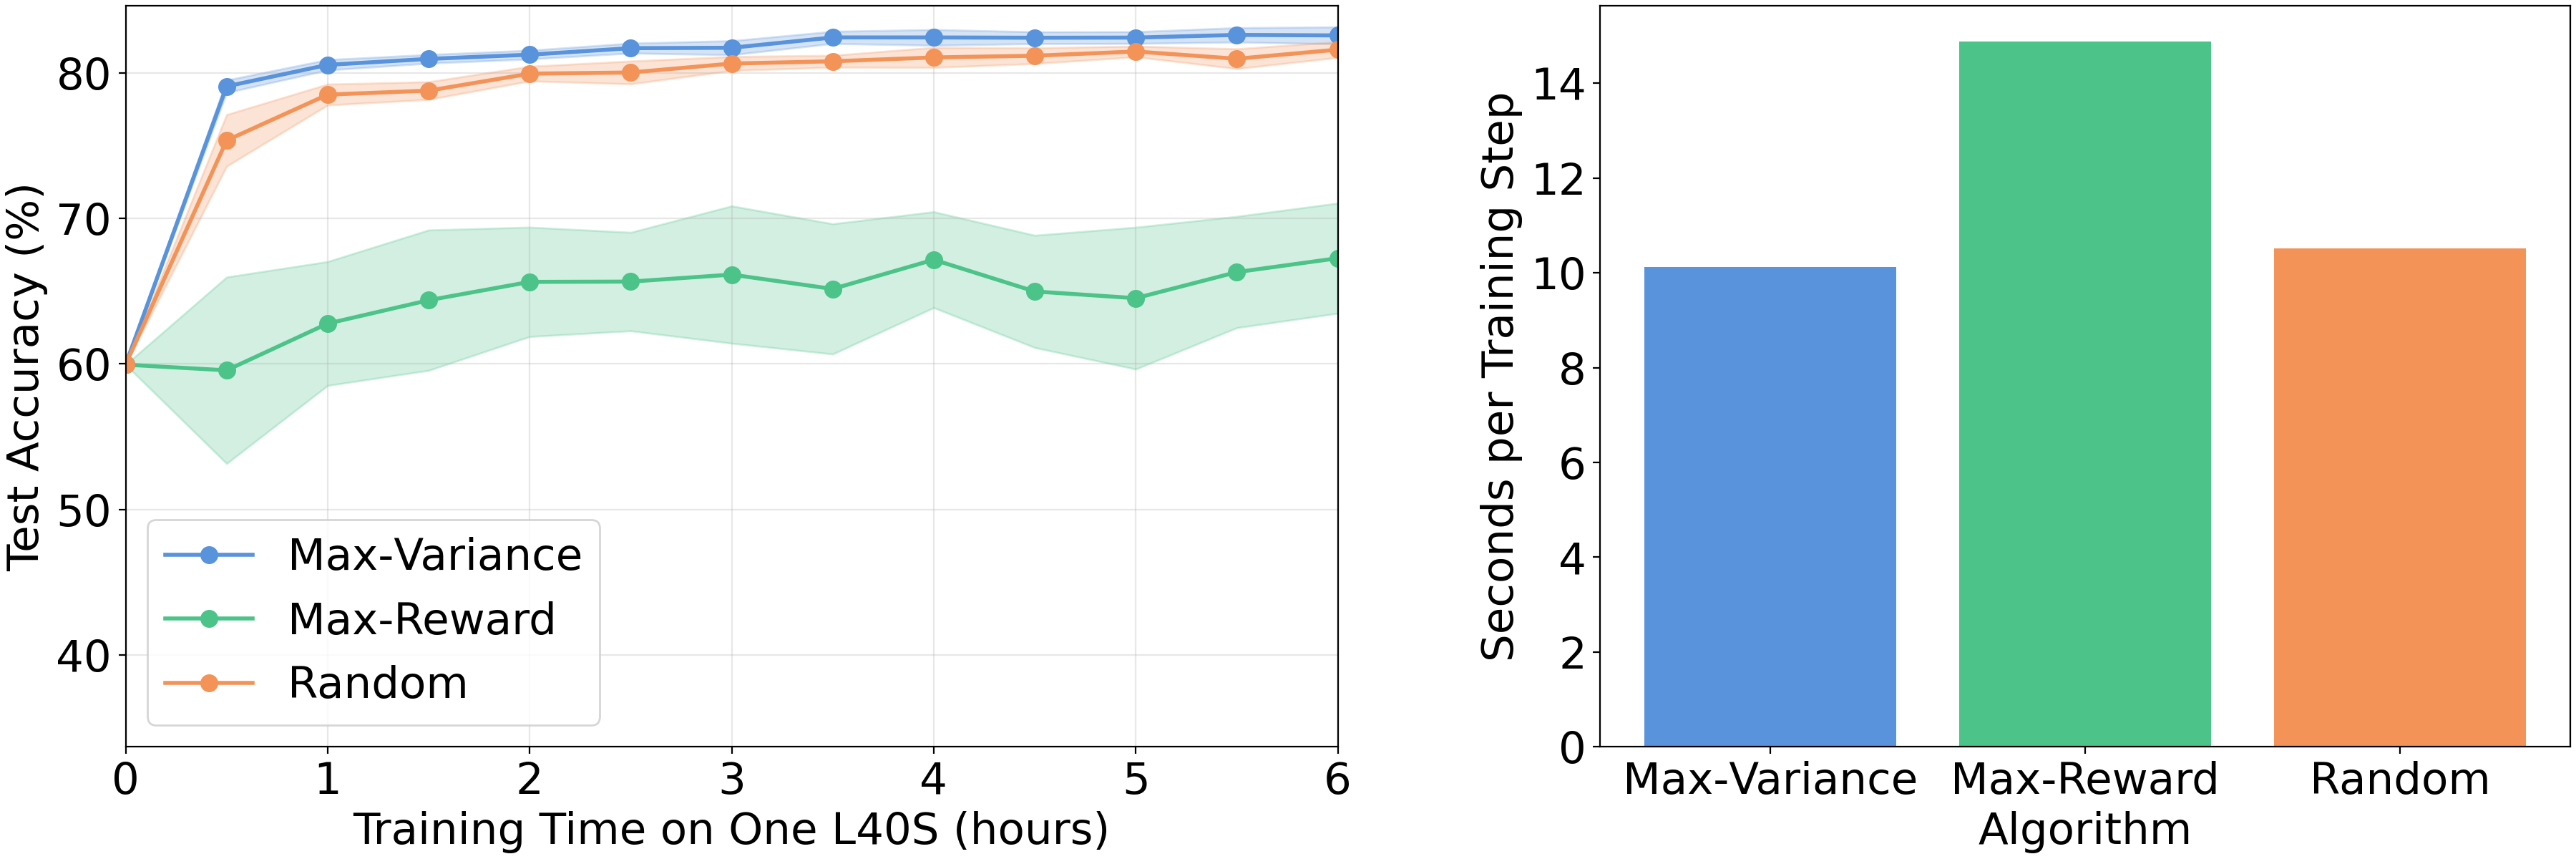 Test Accuracy (%)
80
70
60
50
40
Max-Variance
Max-Reward
Random
0 1 2 3 4 5 6
Training Time on One L40S (hours)
Seconds per Training Step
14
12
10
8
6
4
2
0
Max-Variance Max-Reward Random
Algorithm